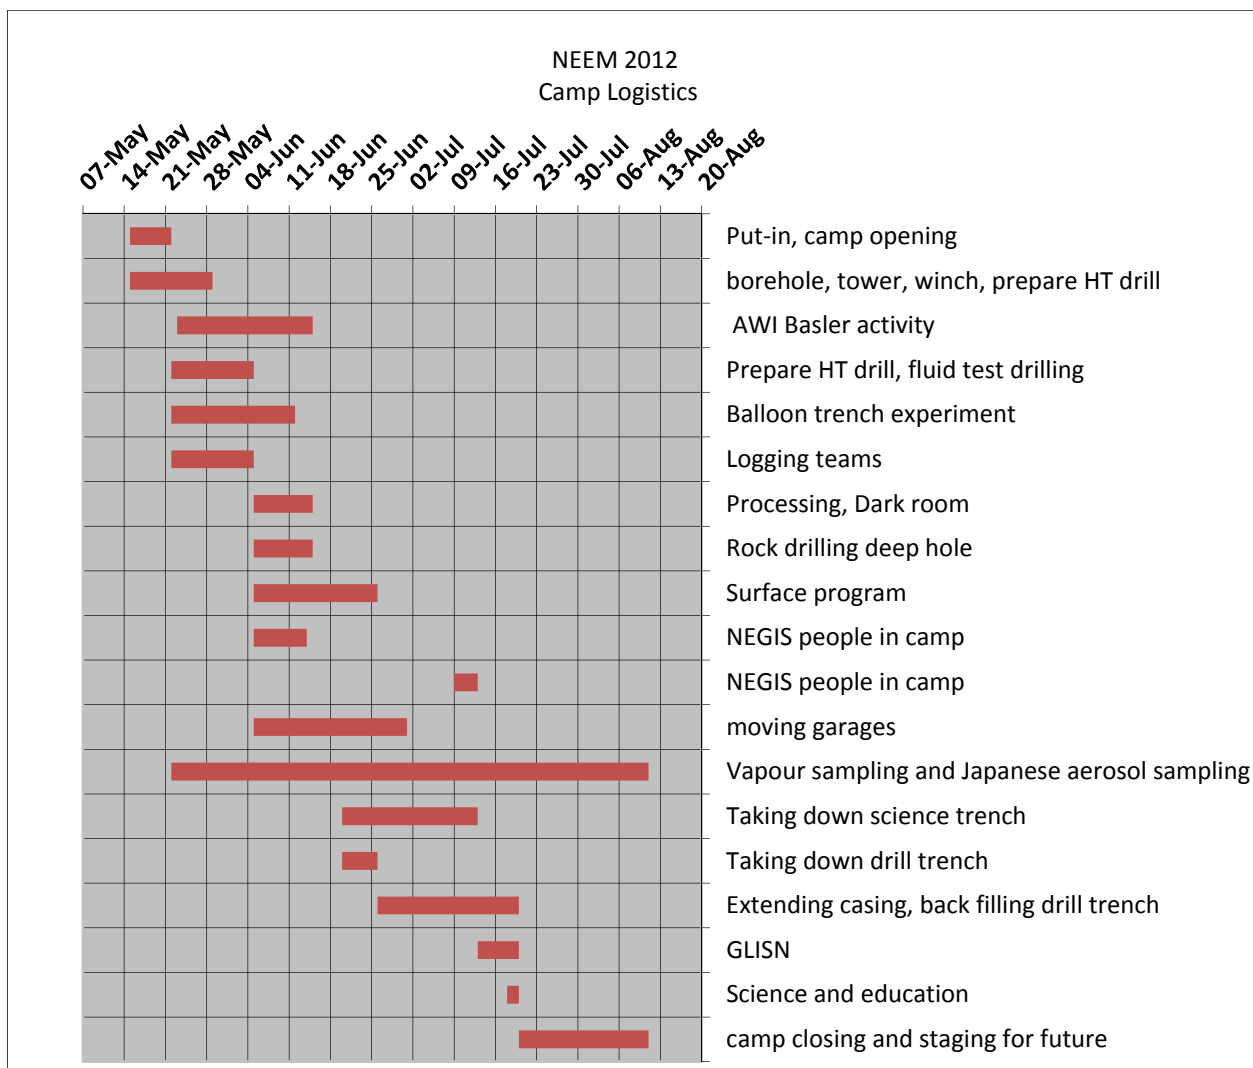 NEEM 2012
Camp Logistics
07-May
14-May
21-May
28-May
04-Jun
11-Jun
18-Jun
25-Jun
02-Jul
09-Jul
16-Jul
23-Jul
30-Jul
06-Aug
13-Aug
20-Aug
Put-in, camp opening
borehole, tower, winch, prepare HT drill
AWI Basler activity
Prepare HT drill, fluid test drilling
Balloon trench experiment
Logging teams
Processing, Dark room
Rock drilling deep hole
Surface program
NEGIS people in camp
NEGIS people in camp
moving garages
Vapour sampling and Japanese aerosol sampling
Taking down science trench
Taking down drill trench
Extending casing, back filling drill trench
GLISN
Science and education
camp closing and staging for future